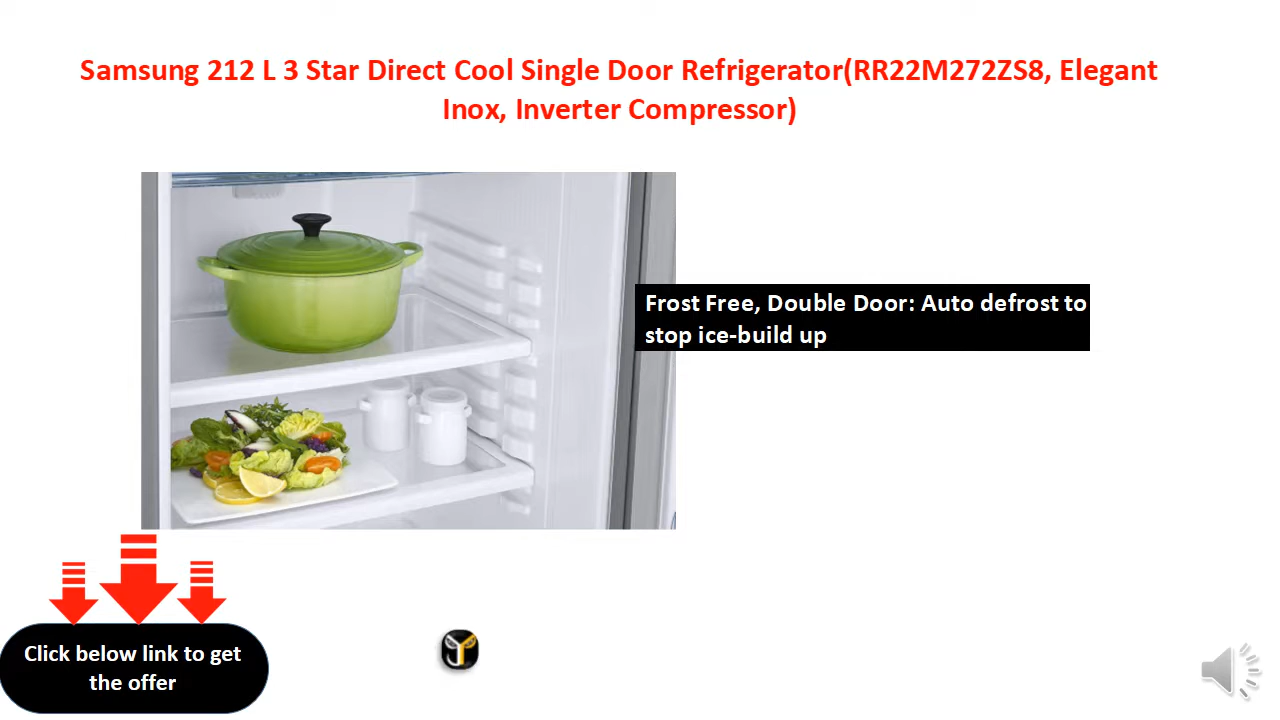 Samsung 212 L 3 Star Direct Cool Single Door Refrigerator(RR22M272ZS8, Elegant
Inox, Inverter Compressor)
Frost Free, Double Door: Auto defrost to
stop ice-build up
Click below link to get
the offer